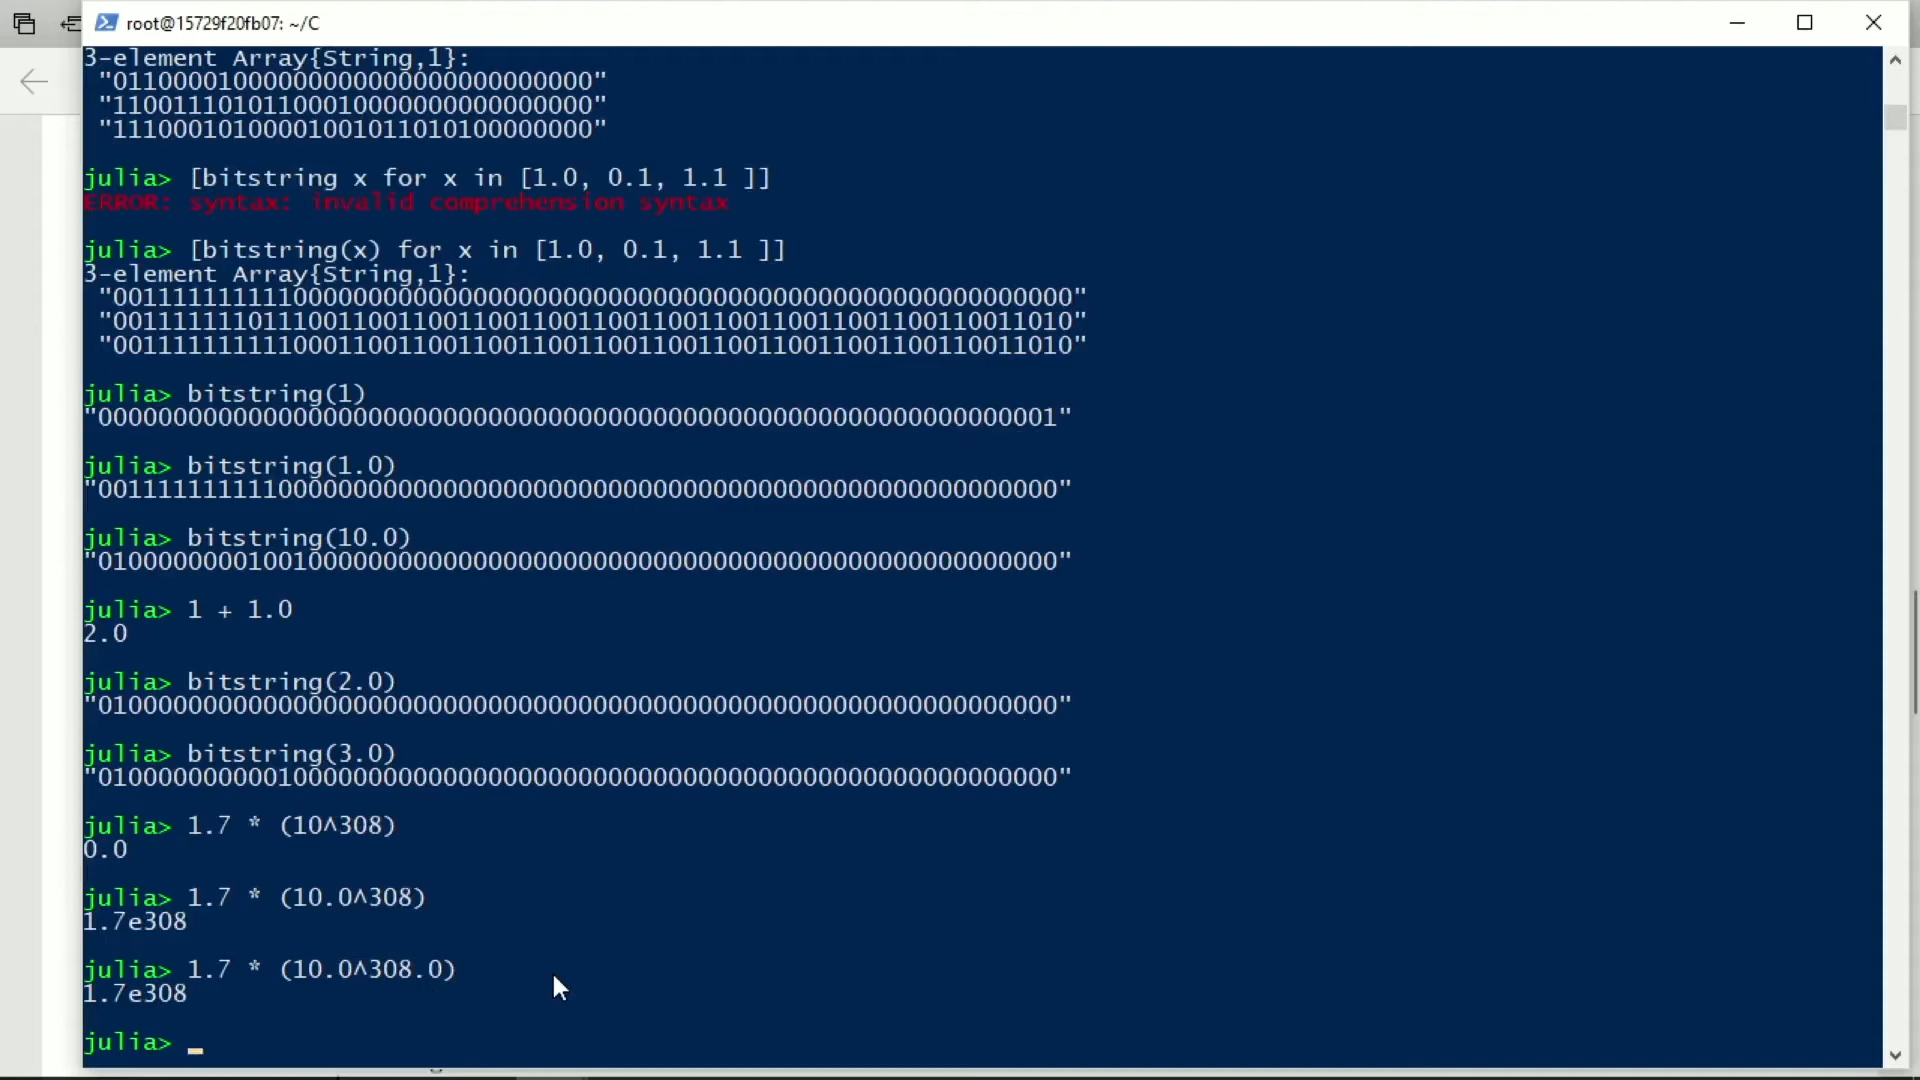 root@15729f20fb07: ~/C
3-element Array{String,1}:
"01100001000000000000000000000000"
"11001110101100010000000000000000"
"11100010100001001011010100000000"
julia> [bitstring x for x in [1.0, 0.1, 1.1 ]]
ERROR: syntax: invalid comprehension syntax
julia> [bitstring(x) for x in [1.0, 0.1, 1.1 ]]
3-element Array{String,1}:
"0011111111110000000000000000000000000000000000000000000000000000"
"0011111110111001100110011001100110011001100110011001100110011010"
"0011111111110001100110011001100110011001100110011001100110011010"
julia> bitstring(1)
"0000000000000000000000000000000000000000000000000000000000000001"
julia> bitstring(1.0)
"0011111111110000000000000000000000000000000000000000000000000000"
julia> bitstring(10.0)
"0100000000100100000000000000000000000000000000000000000000000000"
julia> 1 + 1.0
2.0
julia> bitstring(2.0)
"0100000000000000000000000000000000000000000000000000000000000000"
julia> bitstring(3.0)
"0100000000001000000000000000000000000000000000000000000000000000"
julia> 1.7 * (10^308)
0.0
julia> 1.7 * (10.0^308)
1.7e308
julia> 1.7 * (10.0^308.0)
1.7e308
julia>